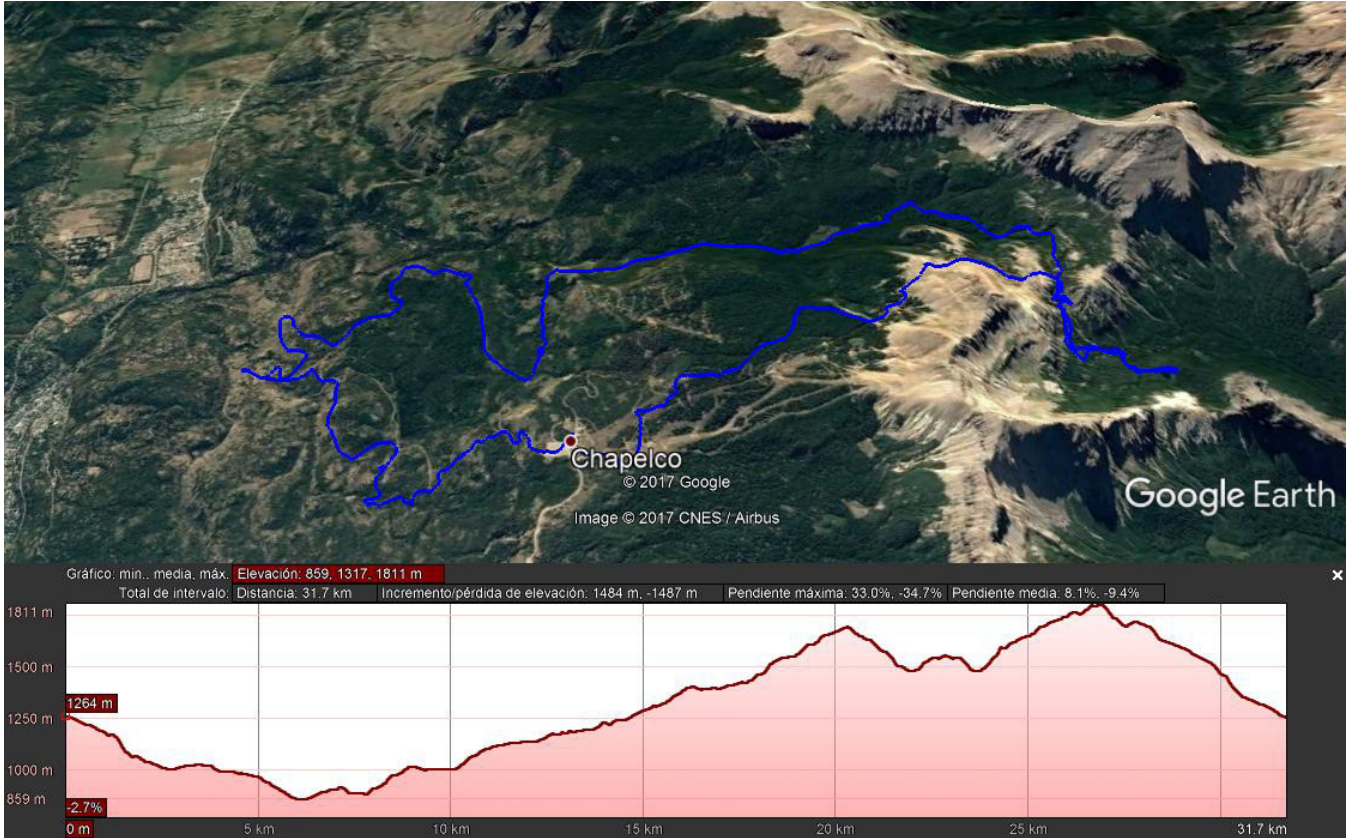 Chapelco
© 2017 Google
Google Earth
Image © 2017 CNES / Airbus
Gráfico: min., media, máx. Elevación: 859, 1317, 1811 m
Total de intervalo: Distancia: 31.7 km Incremento/pérdida de elevación: 1484 m, -1487 m Pendiente máxima: 33.0%, -34.7% Pendiente media: 8.1%, -9.4%
1811 m
1500 m
1264 m
1250 m
1000 m
859 m
-2.7%
0 m 5 km 10 km 15 km 20 km 25 km 31.7 km